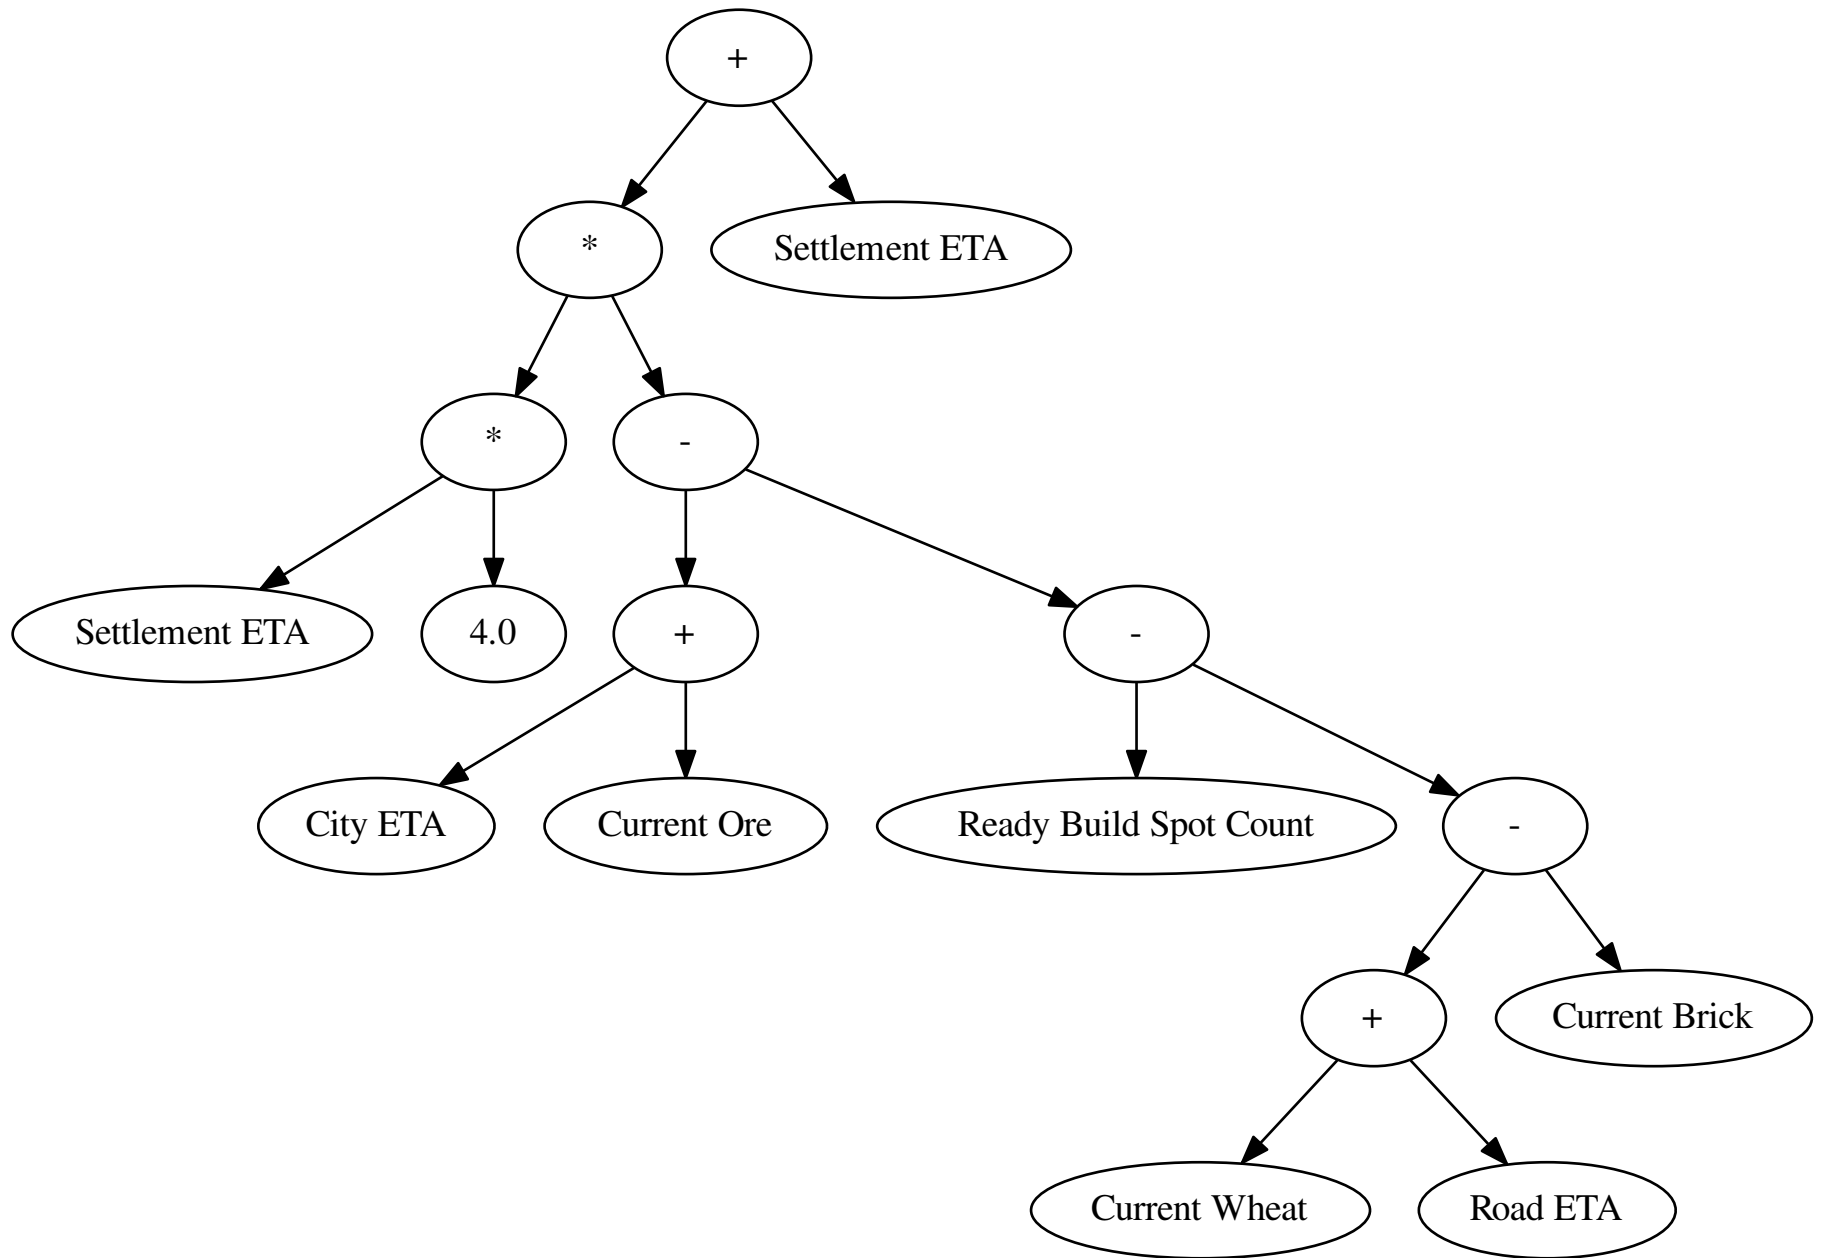 +
*
Settlement ETA
*
-
Settlement ETA
4.0
+
-
City ETA
Current Ore
Ready Build Spot Count
-
+
Current Brick
Current Wheat
Road ETA